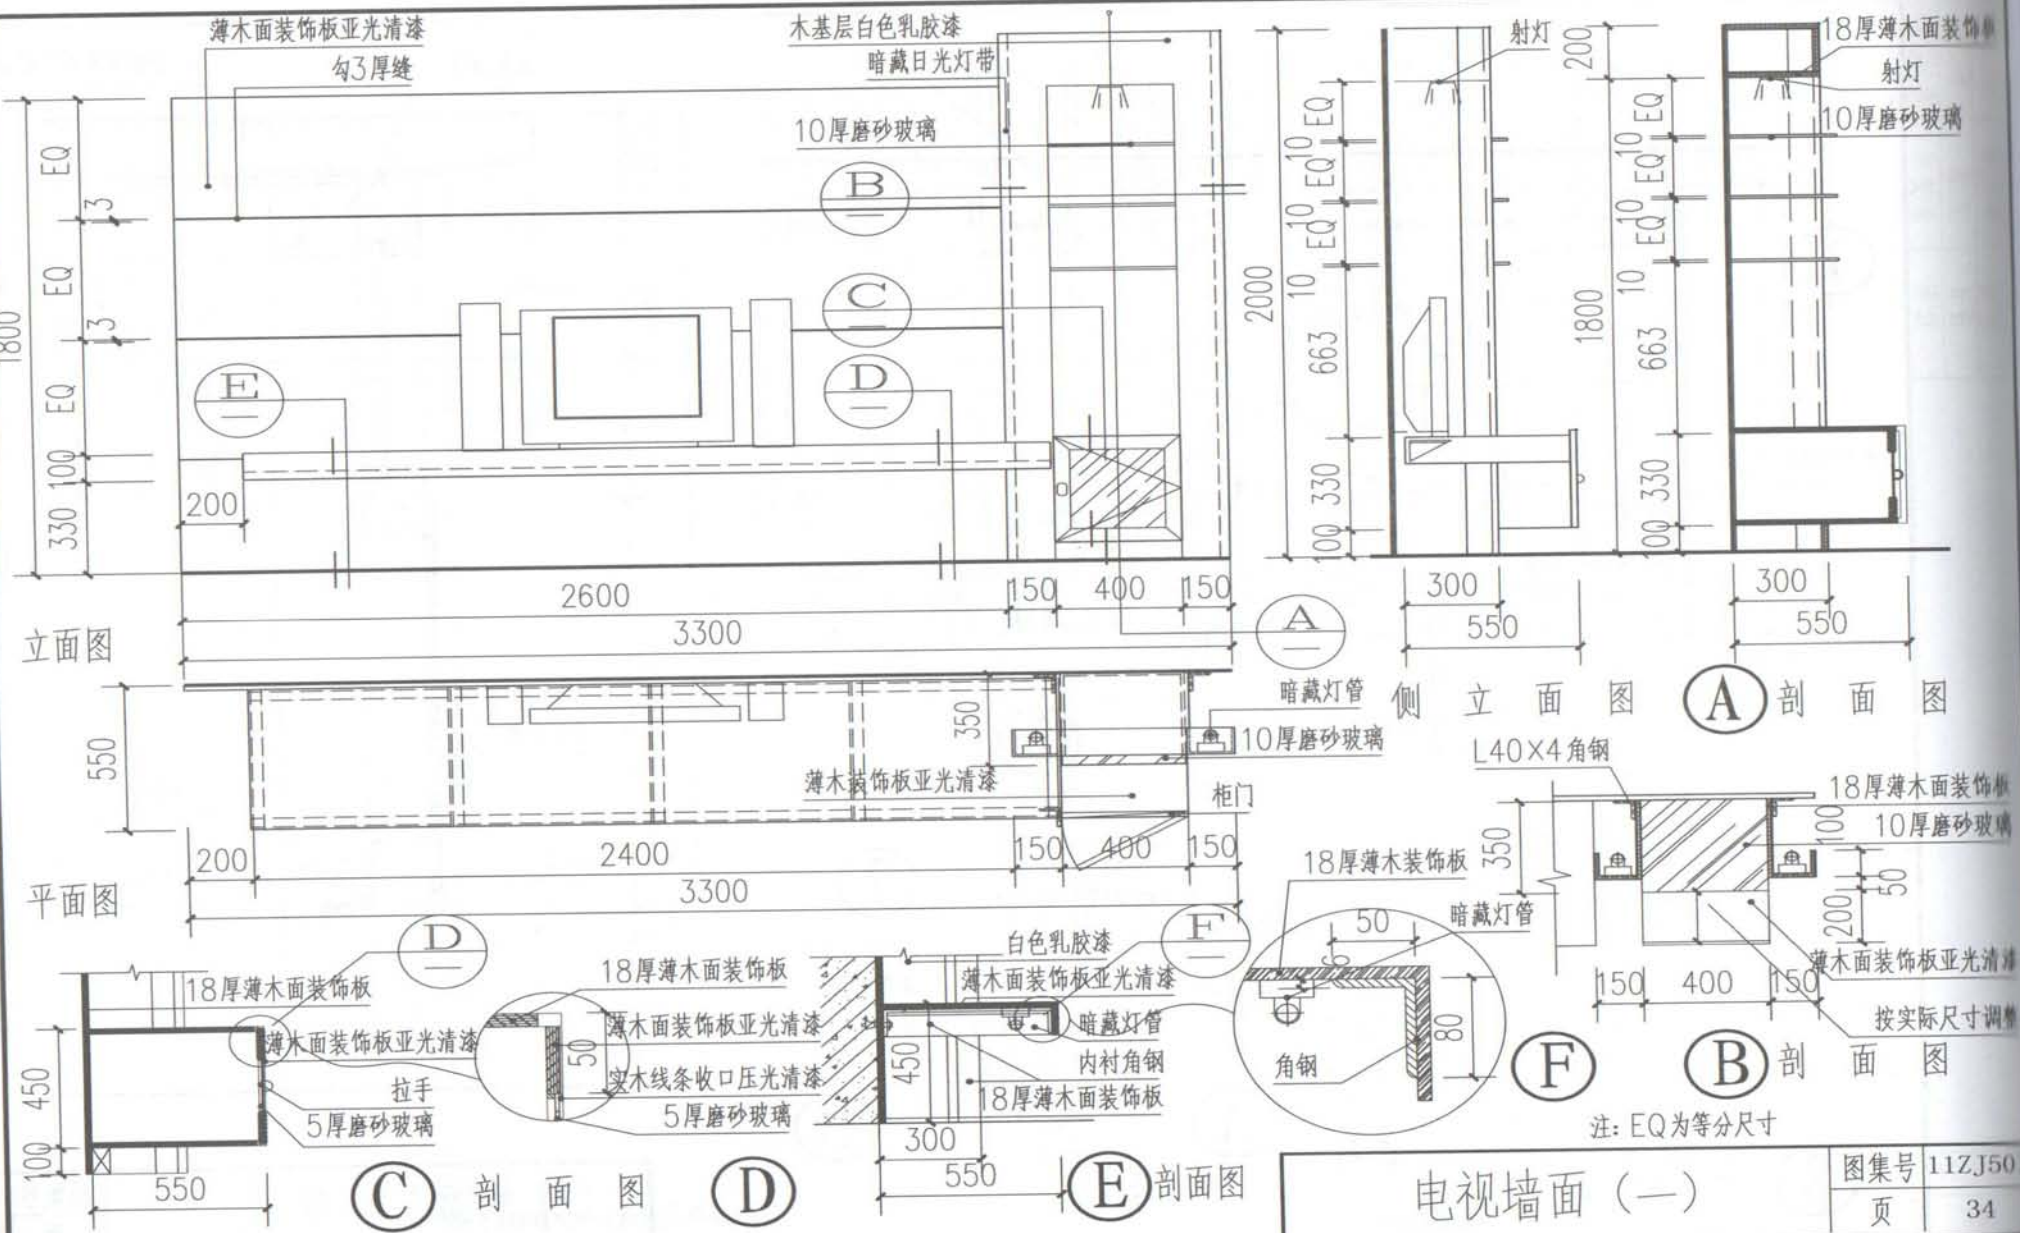 薄木面装饰板亚光清漆
勾3厚缝
木基层白色乳胶漆
暗藏日光灯带
10厚磨砂玻璃
B
C
D
E
EQ
3
EQ
3
EQ
100
330
1800
200
2600
150
400
150
3300
2000
A
立面图
射灯
EQ
10
EQ
10
EQ
10
663
330
100
300
550
侧立面图
200
1800
18厚薄木面装饰板
射灯
10厚磨砂玻璃
EQ
10
EQ
10
EQ
10
663
330
100
300
550
A 剖面图
550
350
暗藏灯管
10厚磨砂玻璃
薄木装饰板亚光清漆
柜门
200
2400
150
400
150
3300
平面图
L40×4角钢
18厚薄木面装饰板
10厚磨砂玻璃
350
100
50
200
薄木面装饰板亚光清漆
150
400
150
按实际尺寸调整
B 剖面图
D
18厚薄木面装饰板
薄木面装饰板亚光清漆
拉手
5厚磨砂玻璃
450
100
550
C 剖面图
18厚薄木面装饰板
薄木面装饰板亚光清漆
50
实木线条收口压光清漆
5厚磨砂玻璃
D
F
白色乳胶漆
薄木面装饰板亚光清漆
暗藏灯管
内衬角钢
18厚薄木面装饰板
450
300
550
E 剖面图
18厚薄木装饰板
50
暗藏灯管
6
80
角钢
F
注: EQ为等分尺寸
电视墙面（一）
图集号 11ZJ50
页 34